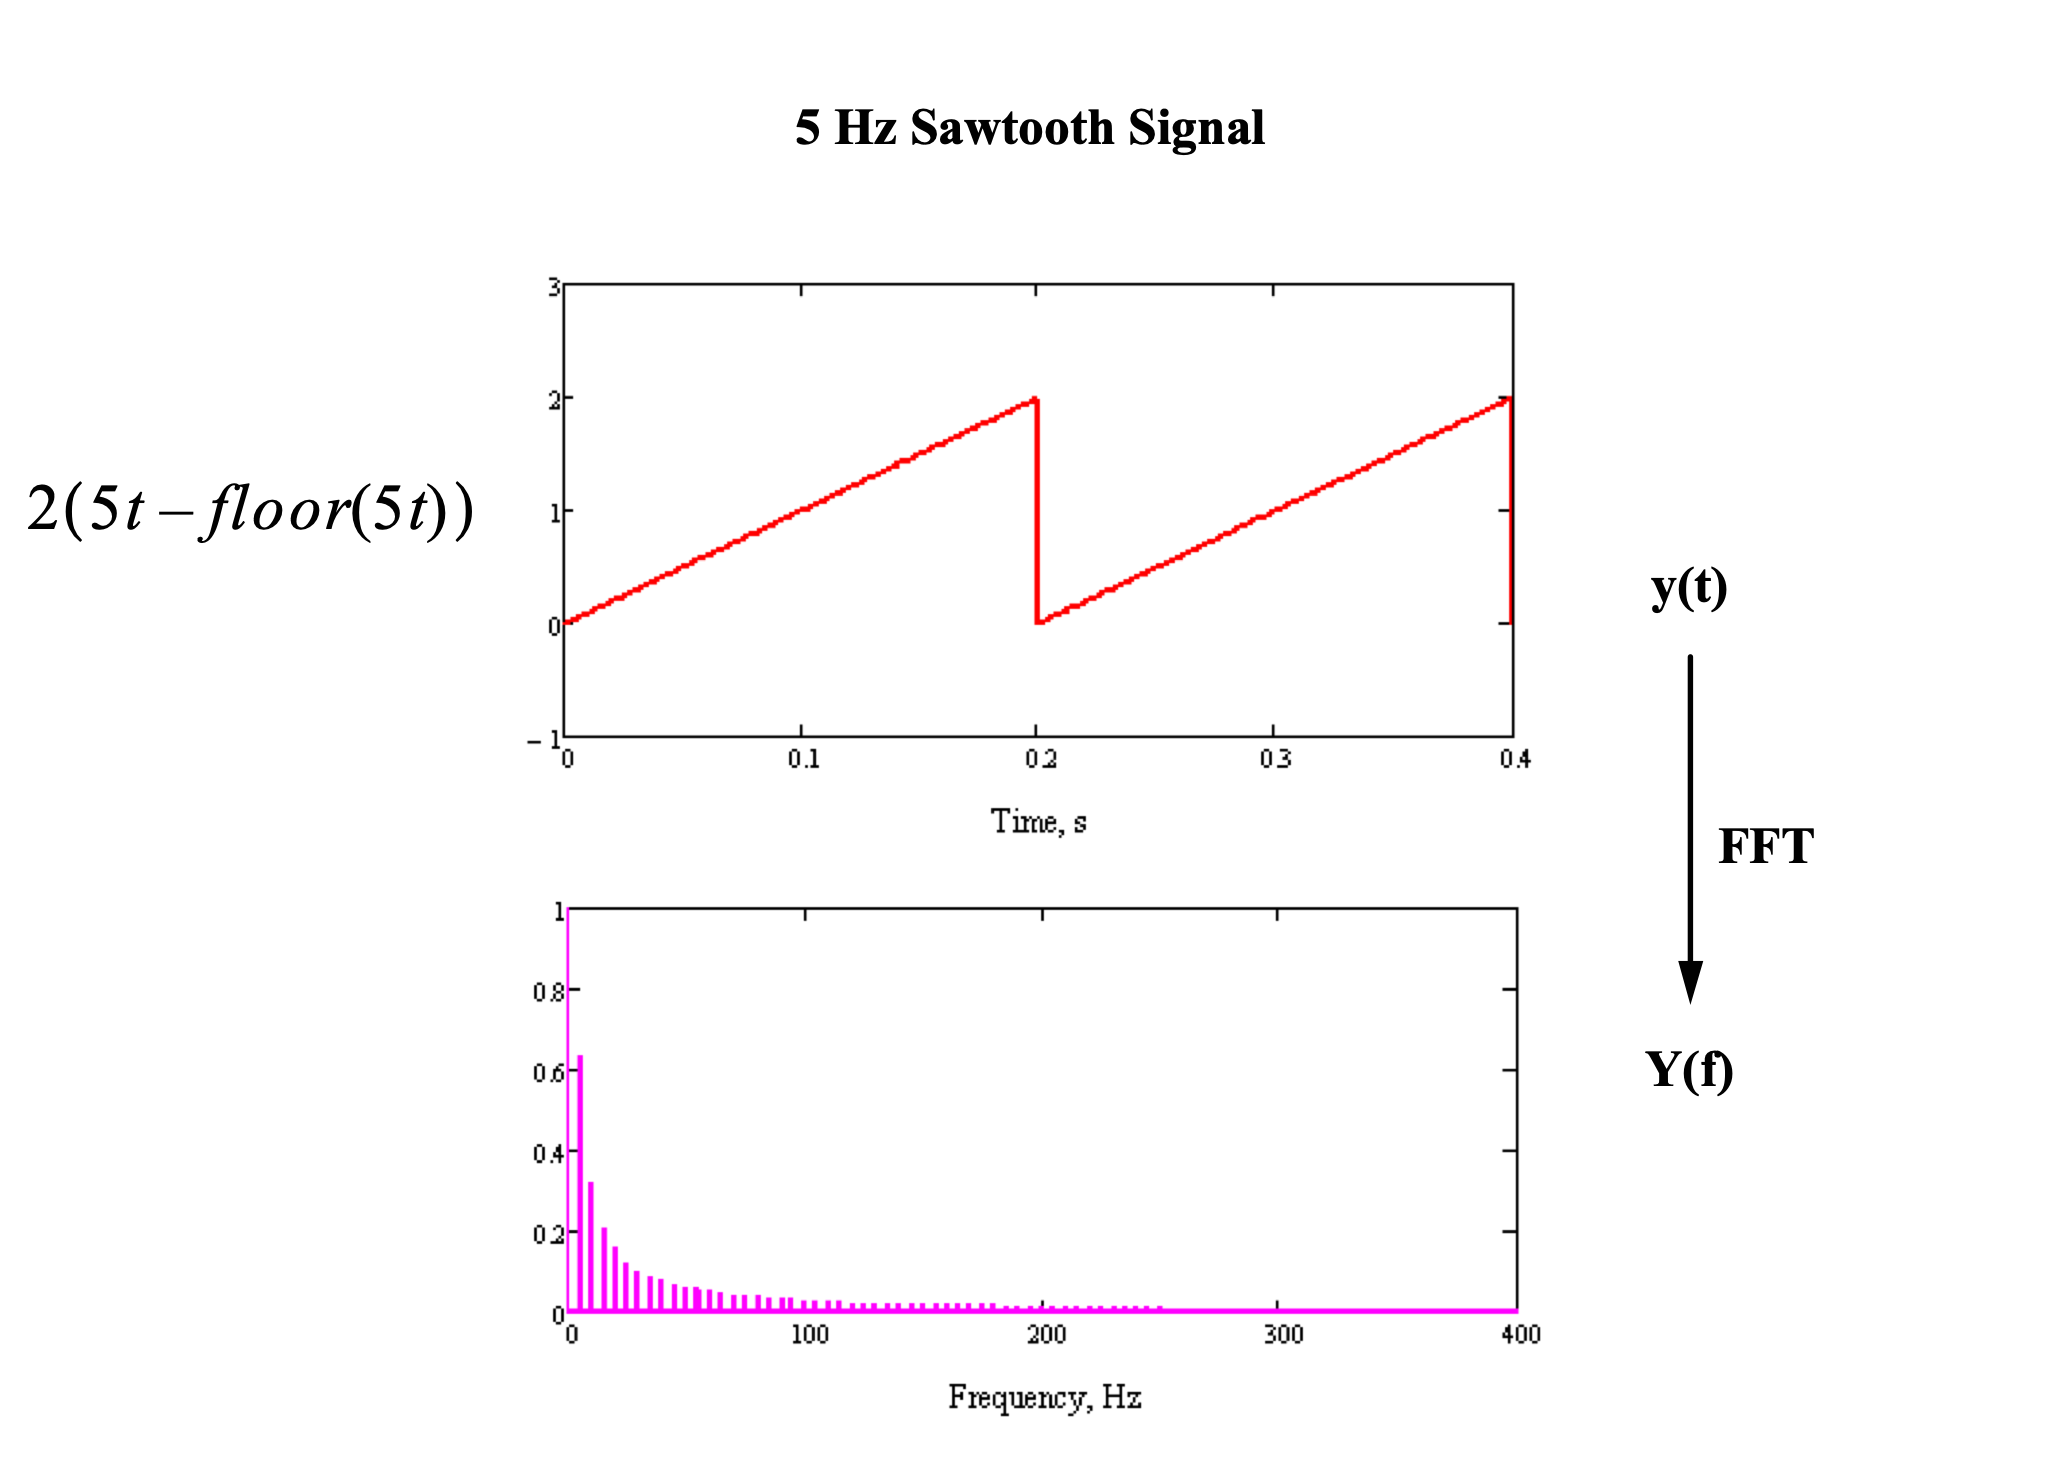 5 Hz Sawtooth Signal
3
2
1
0
– 1
0 0.1 0.2 0.3 0.4
Time, s
2(5t – floor(5t))
y(t)
FFT
Y(f)
1
0.8
0.6
0.4
0.2
0
0 100 200 300 400
Frequency, Hz